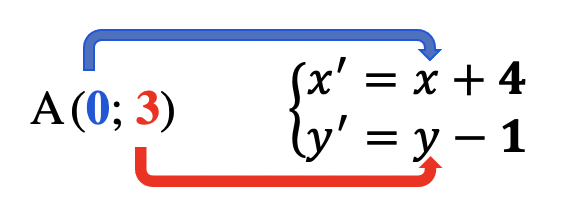 A(0; 3)
x′ = x + 4
y′ = y − 1